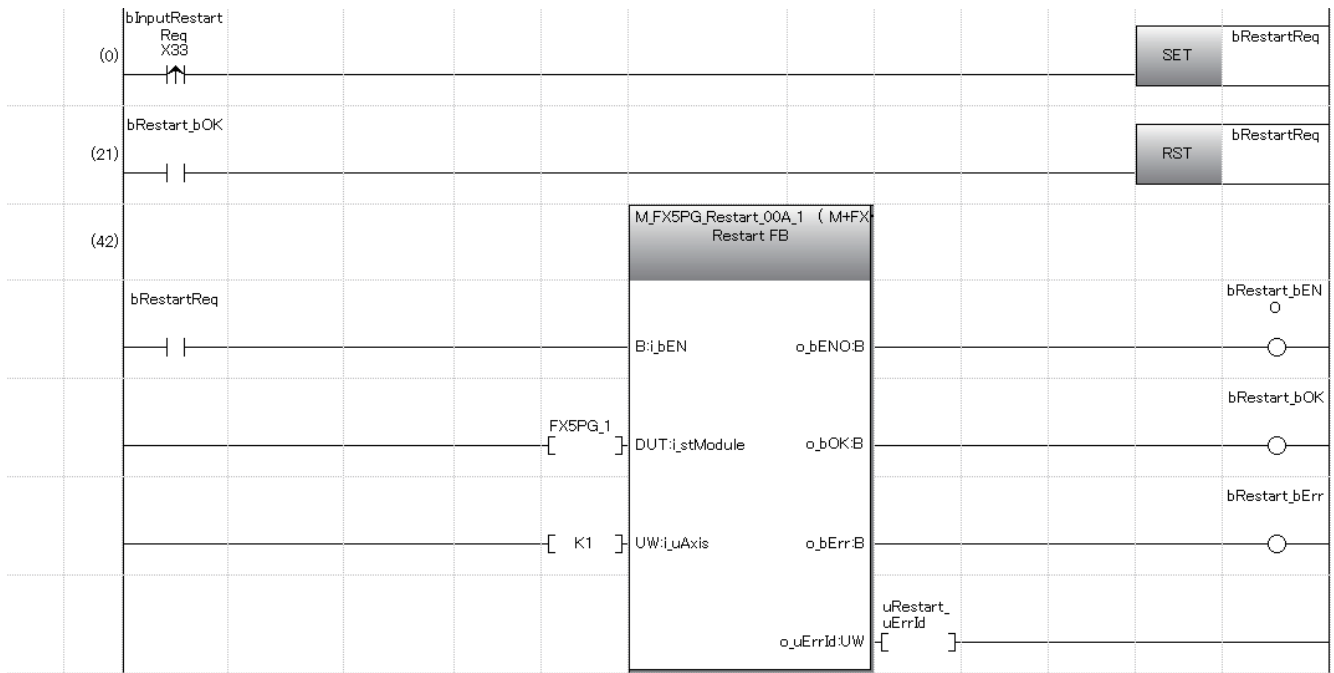 bInputRestart
Req
X33
(0)
SET
bRestartReq
bRestart_bOK
(21)
RST
bRestartReq
(42)
M_FX5PG_Restart_00A_1 ( M+FX
Restart FB
bRestartReq
bRestart_bEN
O
B:i_bEN
o_bENO:B
bRestart_bOK
FX5PG_1
DUT:i_stModule
o_bOK:B
bRestart_bErr
K1
UW:i_uAxis
o_bErr:B
uRestart_
uErrId
o_uErrId:UW